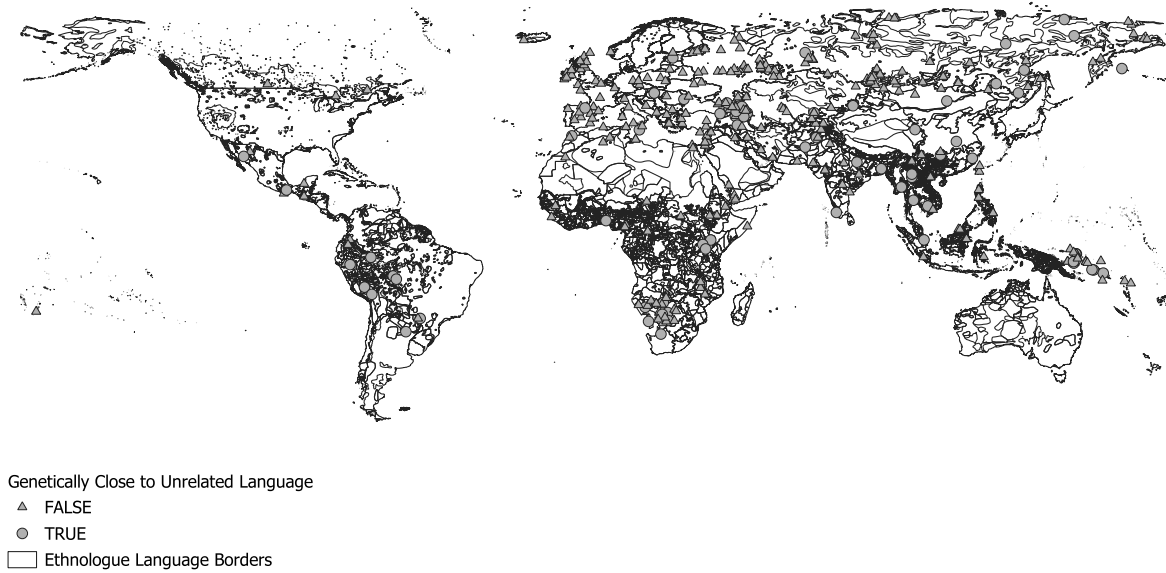 Genetically Close to Unrelated Language
FALSE
TRUE
Ethnologue Language Borders